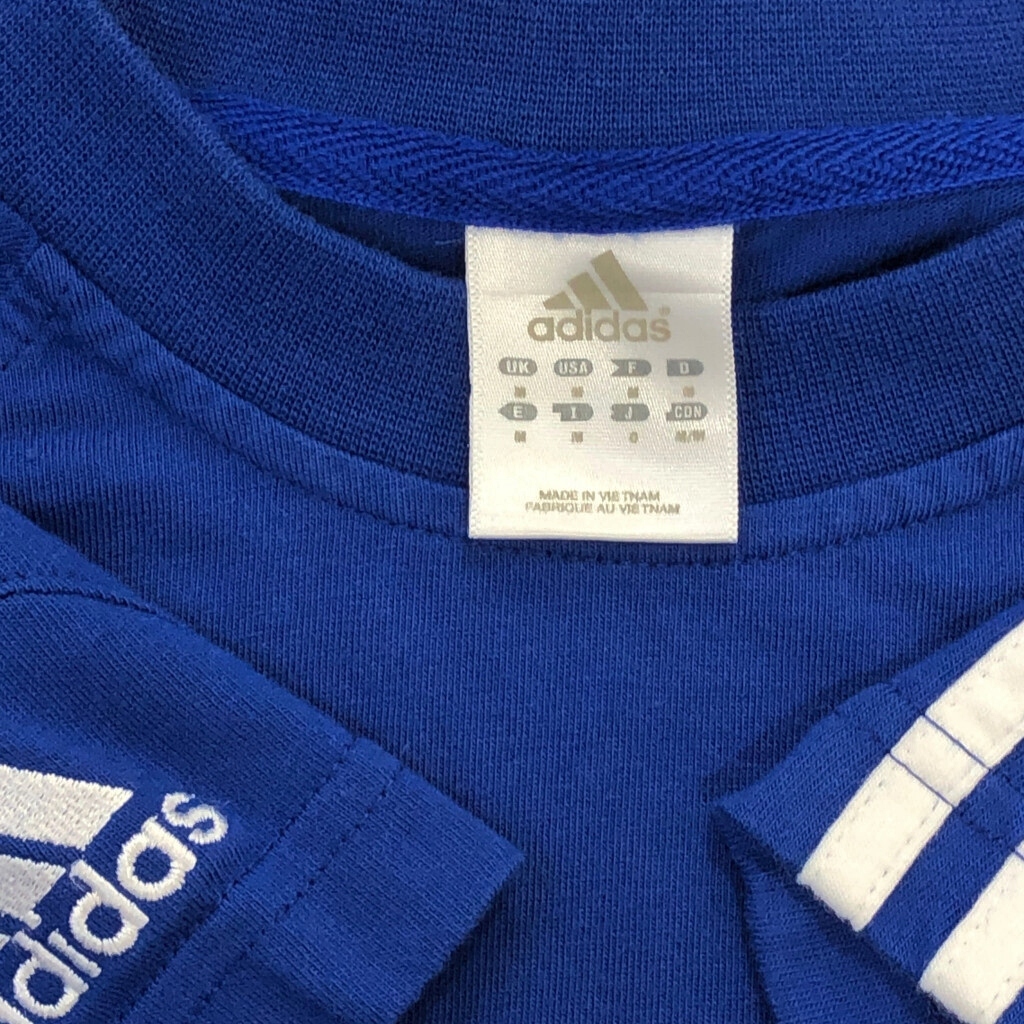 adidas
UK USA F D
M M M M
E I J CDN
M M O M/M
MADE IN VIETNAM
FABRIQUE AU VIETNAM
adidas